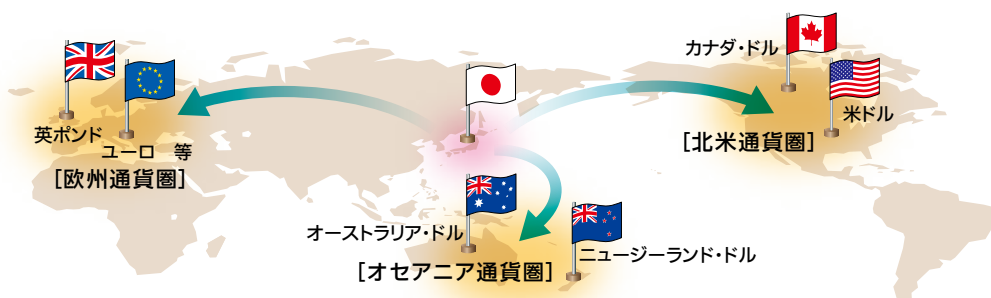 英ポンド
ユーロ 等
[欧州通貨圏]
カナダ・ドル
米ドル
[北米通貨圏]
オーストラリア・ドル
ニュージーランド・ドル
[オセアニア通貨圏]